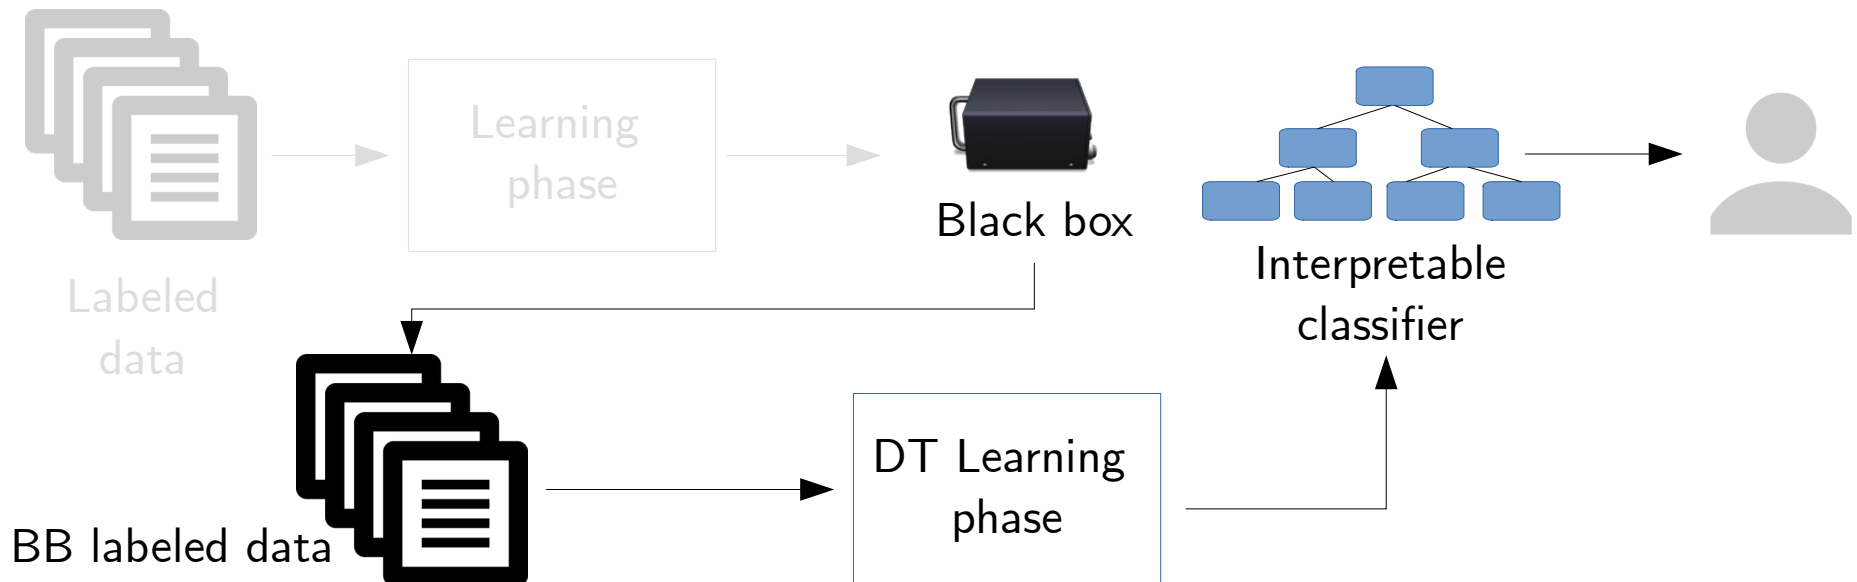 Learning
phase
Labeled
data
Black box
Interpretable
classifier
BB labeled data
DT Learning
phase